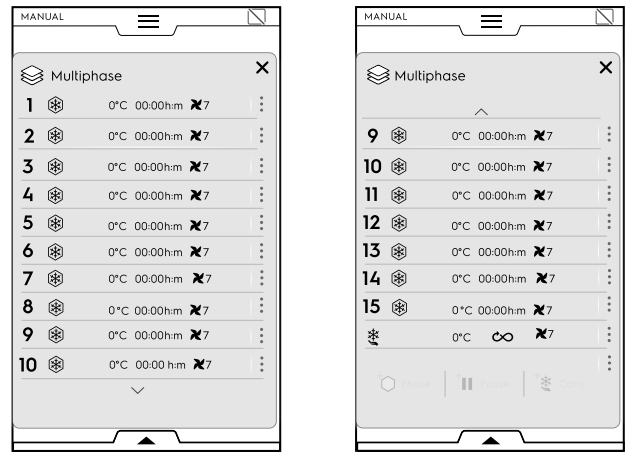 MANUAL
Multiphase
1 0°C 00:00h:m 7
2 0°C 00:00h:m 7
3 0°C 00:00h:m 7
4 0°C 00:00h:m 7
5 0°C 00:00h:m 7
6 0°C 00:00h:m 7
7 0°C 00:00h:m 7
8 0°C 00:00h:m 7
9 0°C 00:00h:m 7
10 0°C 00:00 h:m 7
MANUAL
Multiphase
9 0°C 00:00h:m 7
10 0°C 00:00h:m 7
11 0°C 00:00h:m 7
12 0°C 00:00h:m 7
13 0°C 00:00h:m 7
14 0°C 00:00h:m 7
15 0°C 00:00h:m 7
0°C 7
Phase